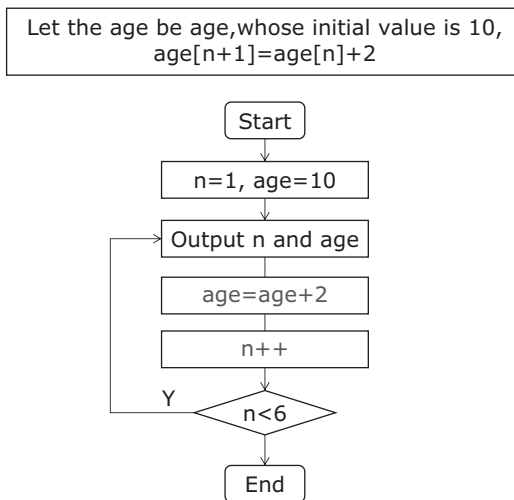 Let the age be age,whose initial value is 10,
age[n+1]=age[n]+2
Start
n=1, age=10
Output n and age
age=age+2
n++
Y
n<6
End